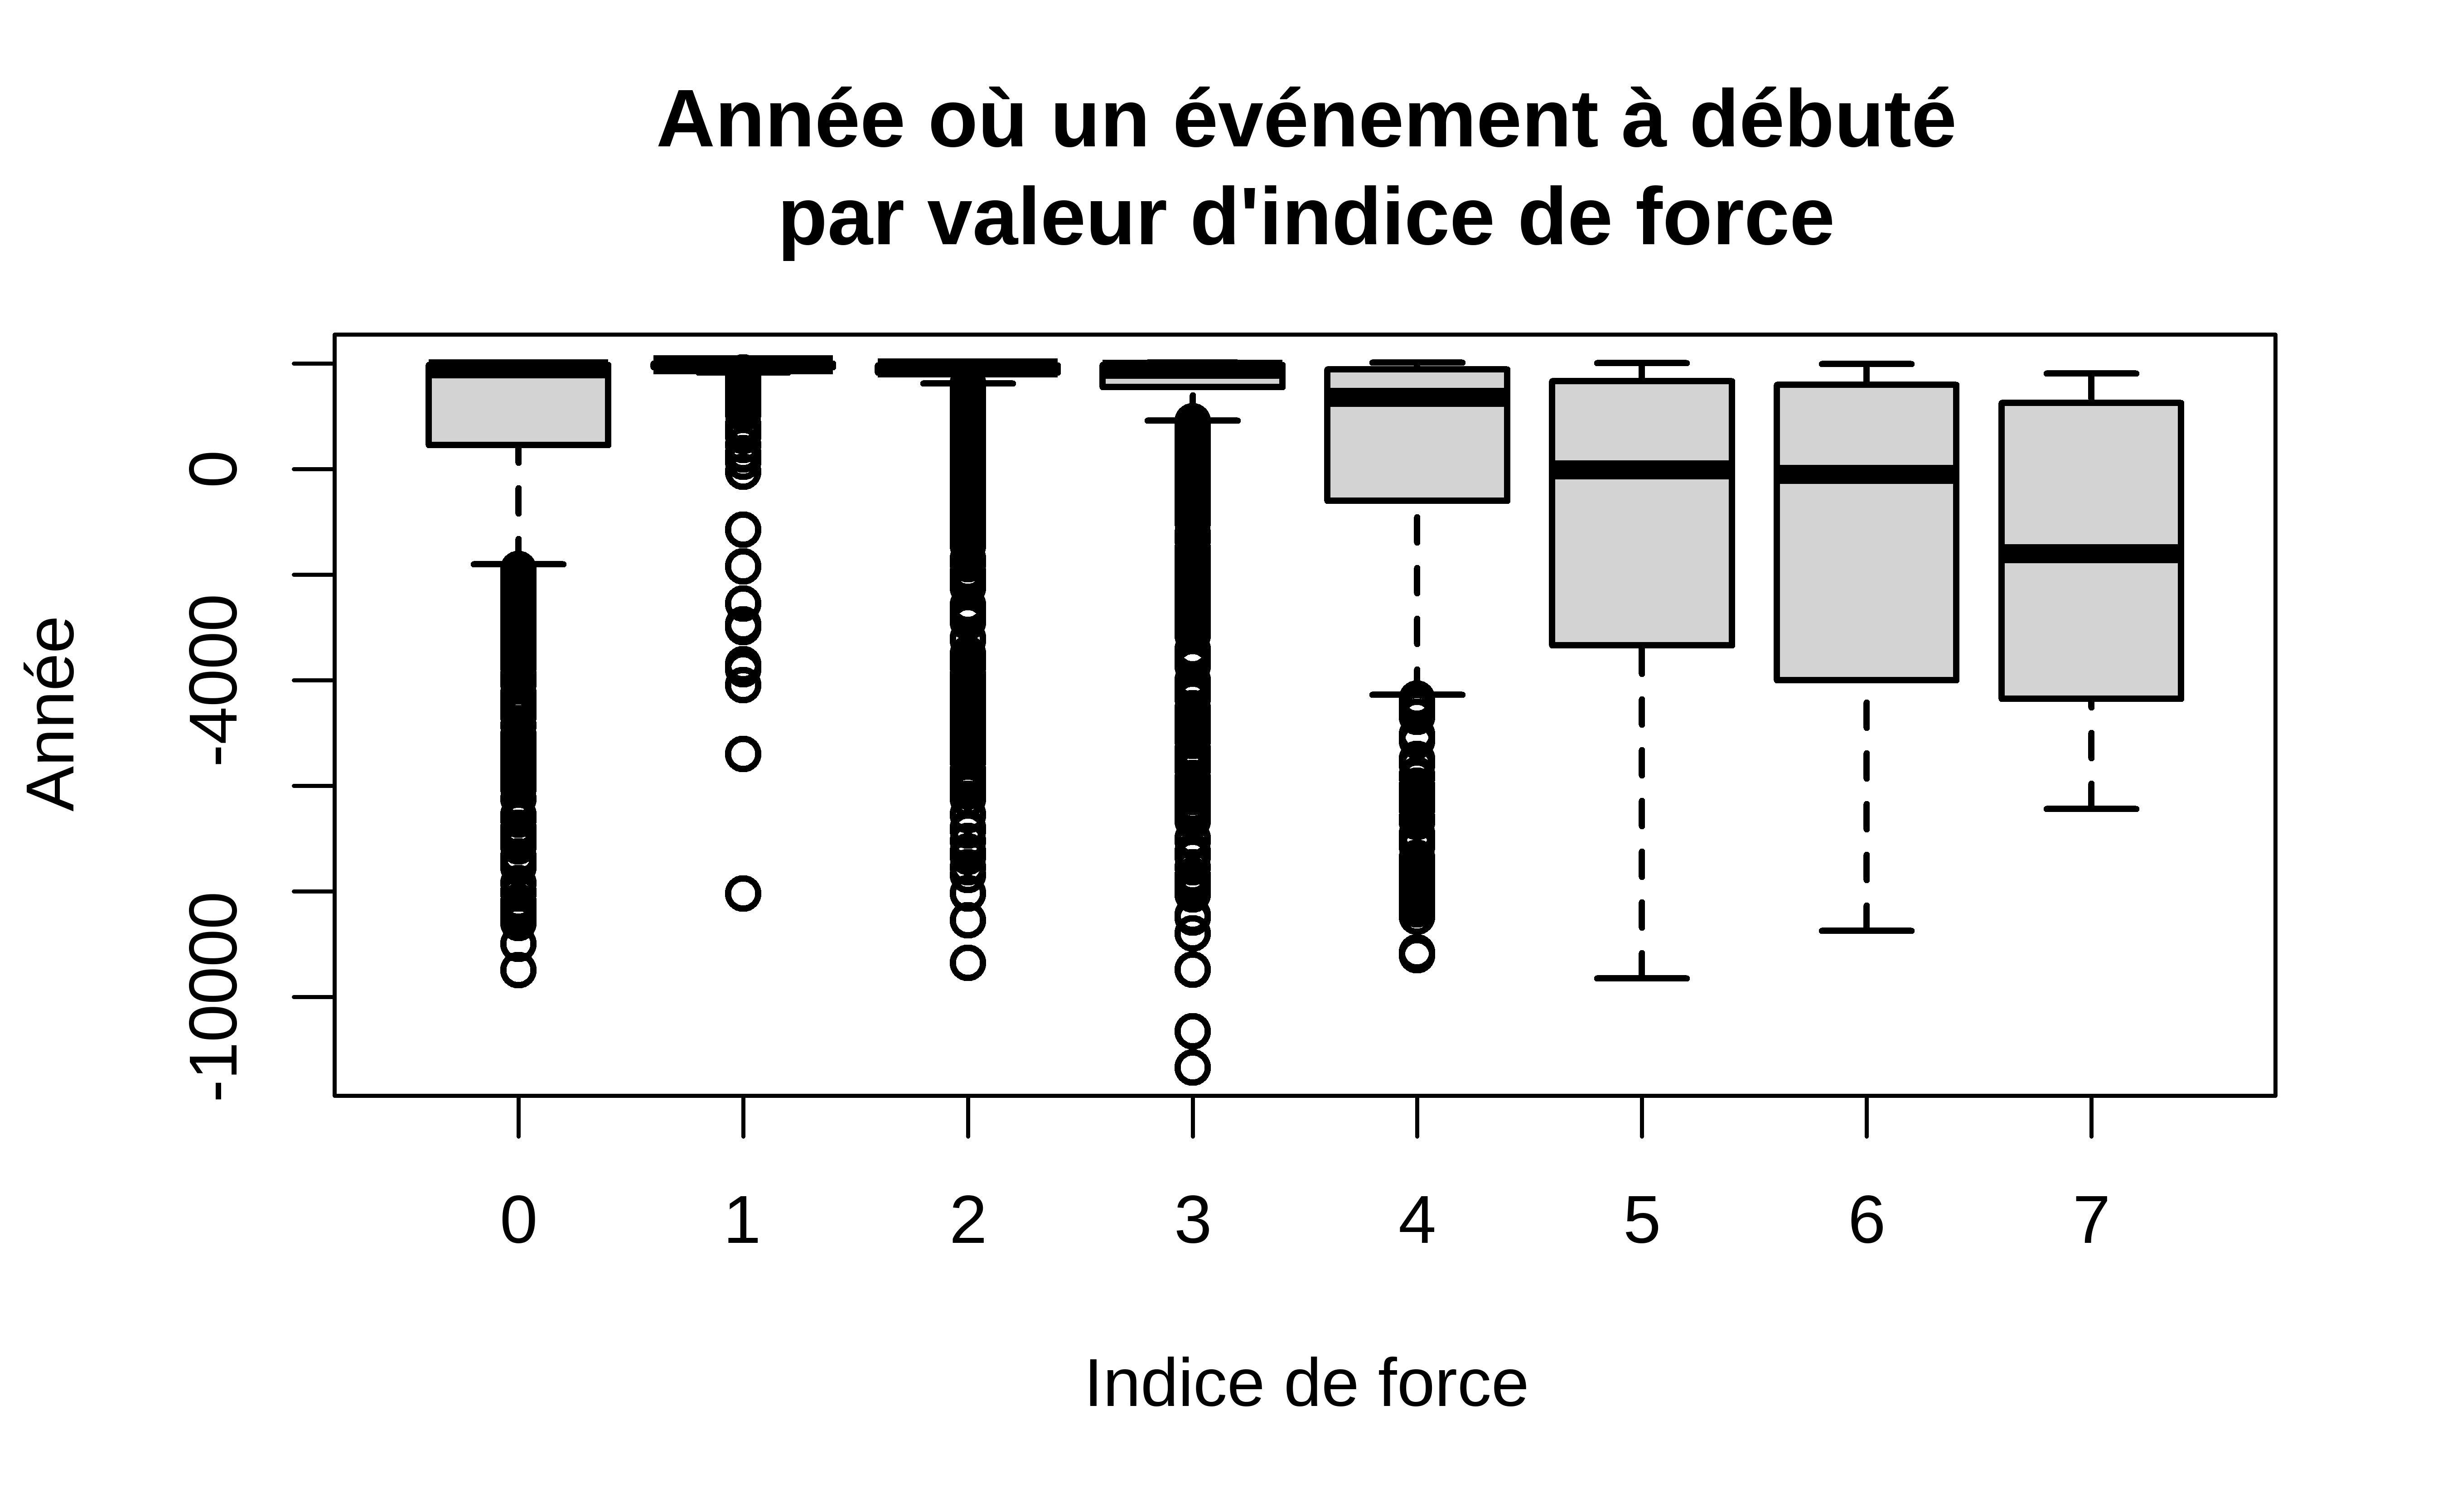 Année où un événement à débuté
par valeur d'indice de force
Année
0
-4000
-10000
0 1 2 3 4 5 6 7
Indice de force